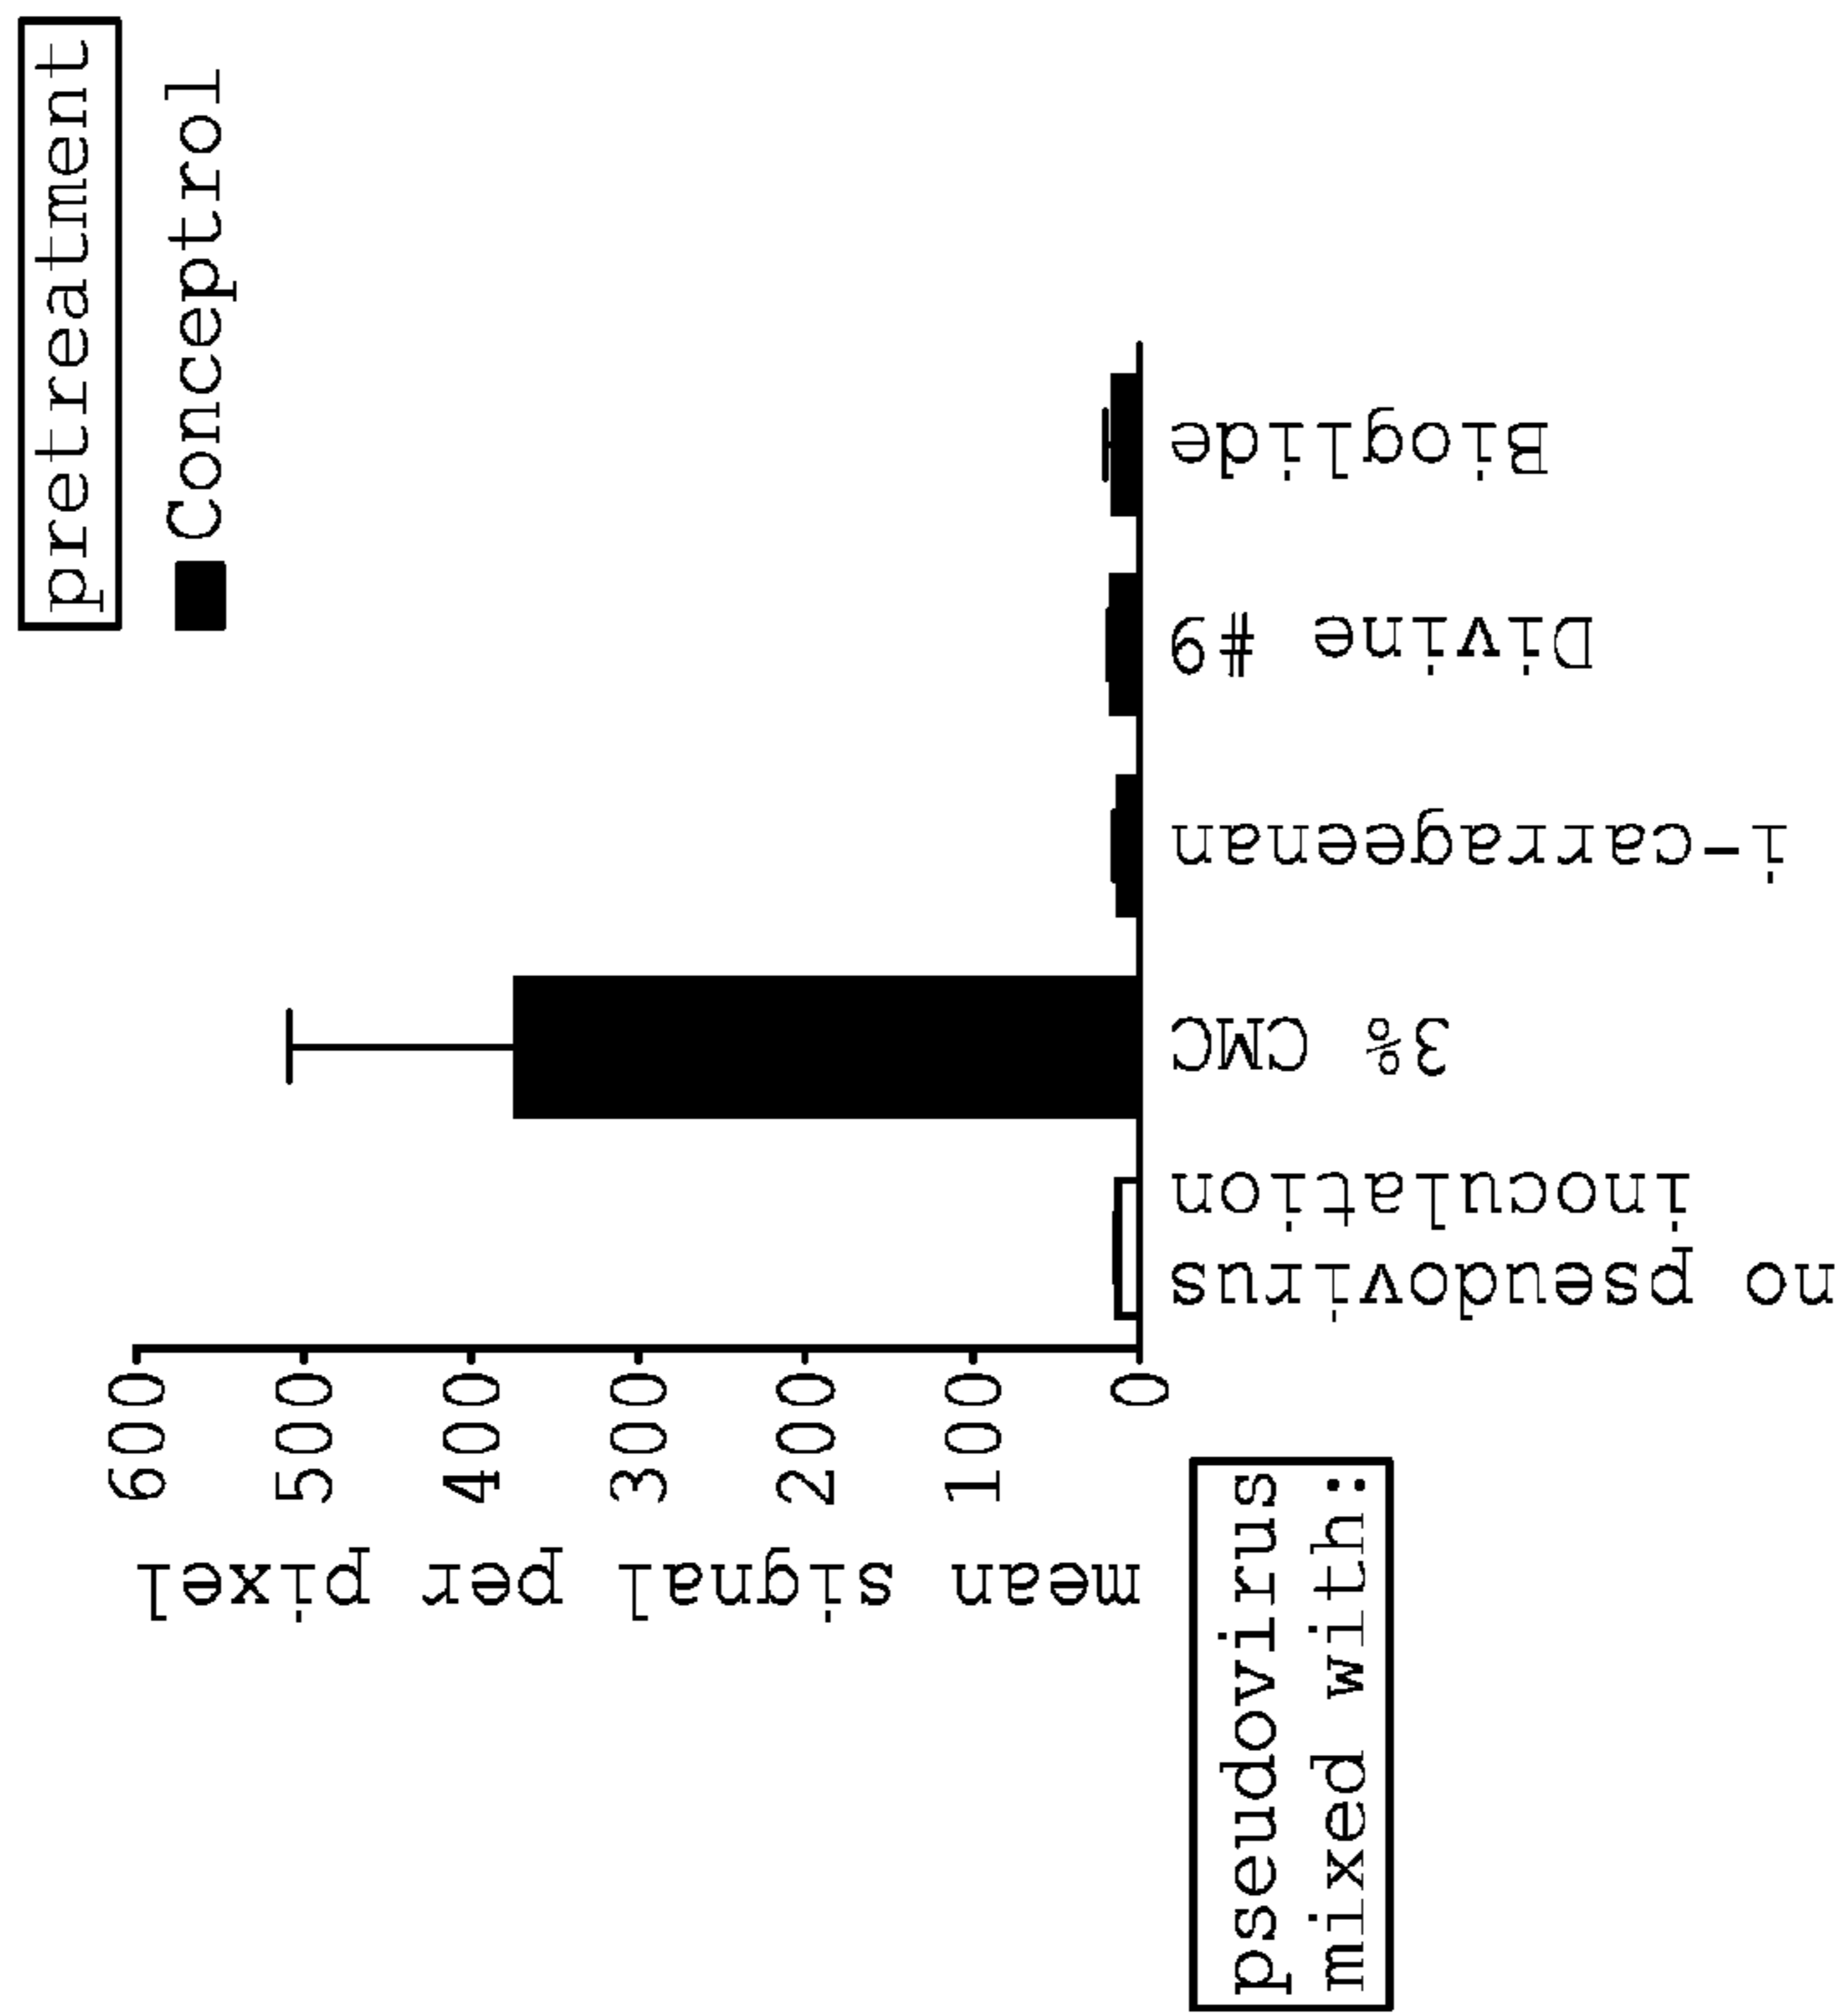 pretreatment
Conceptrol
mean signal per pixel
600
500
400
300
200
100
0
pseudovirus
mixed with:
no pseudovirus
inoculation
3% CMC
i-carrageenan
Divine #9
Bioglide